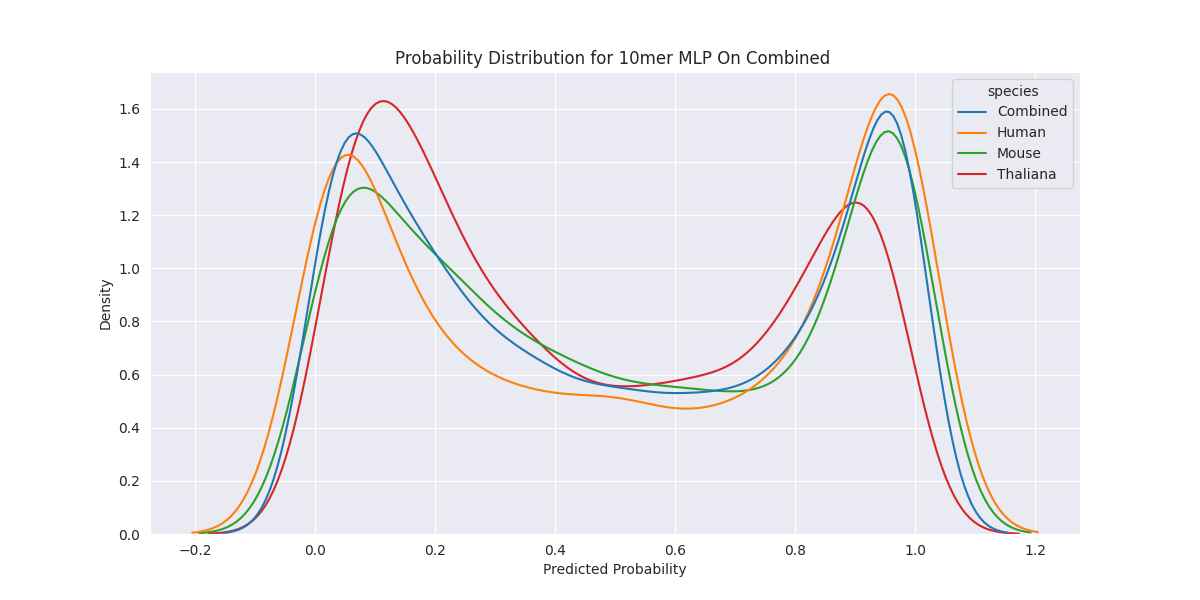 Probability Distribution for 10mer MLP On Combined
species
Combined
Human
Mouse
Thaliana
Density
1.6
1.4
1.2
1.0
0.8
0.6
0.4
0.2
0.0
−0.2 0.0 0.2 0.4 0.6 0.8 1.0 1.2
Predicted Probability